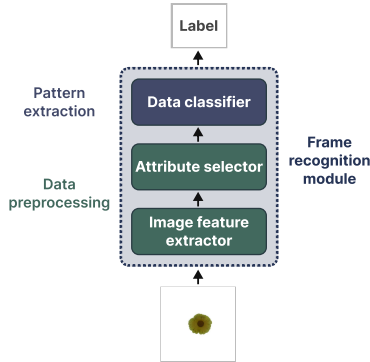 Label
Pattern
extraction
Data classifier
Frame
recognition
module
Attribute selector
Data
preprocessing
Image feature
extractor